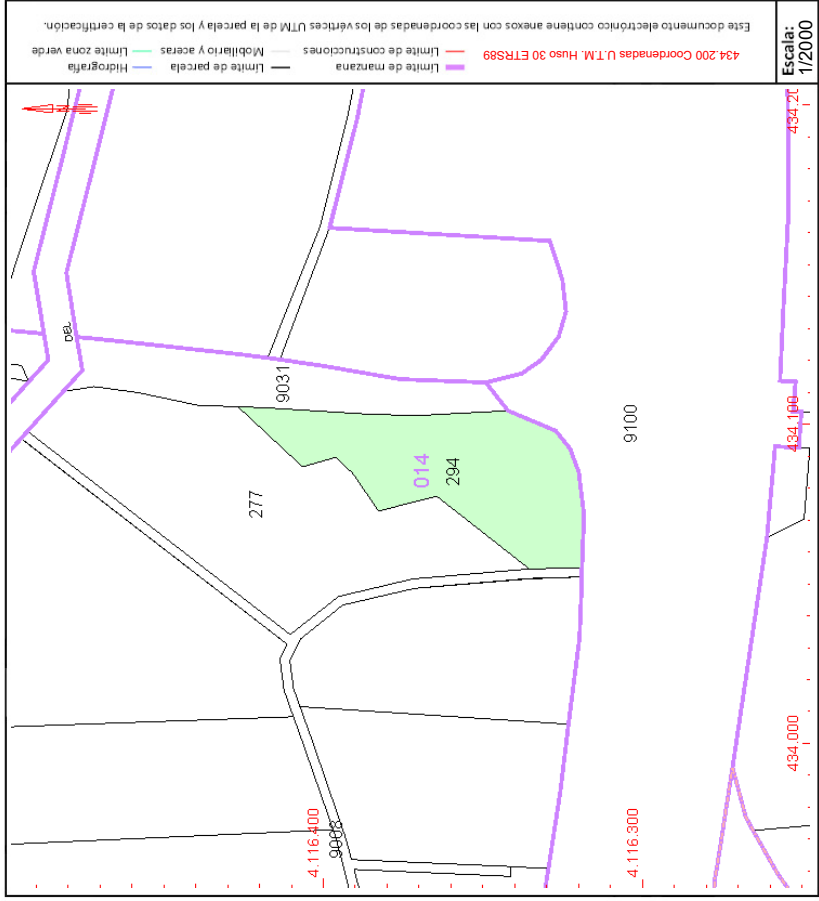 Este documento electrónico contiene anexos con las coordenadas de los vértices UTM de la parcela y los datos de la certificación.
434.200 Coordenadas U.T.M. Huso 30 ETRS89
Límite de manzana
Límite de construcciones
Límite de parcela
Mobiliario y aceras
Hidrografía
Límite zona verde
Escala:
1/2000
DEL
9031
277
014
294
9100
9008
434.20
434.100
434.000
4.116.400
4.116.300